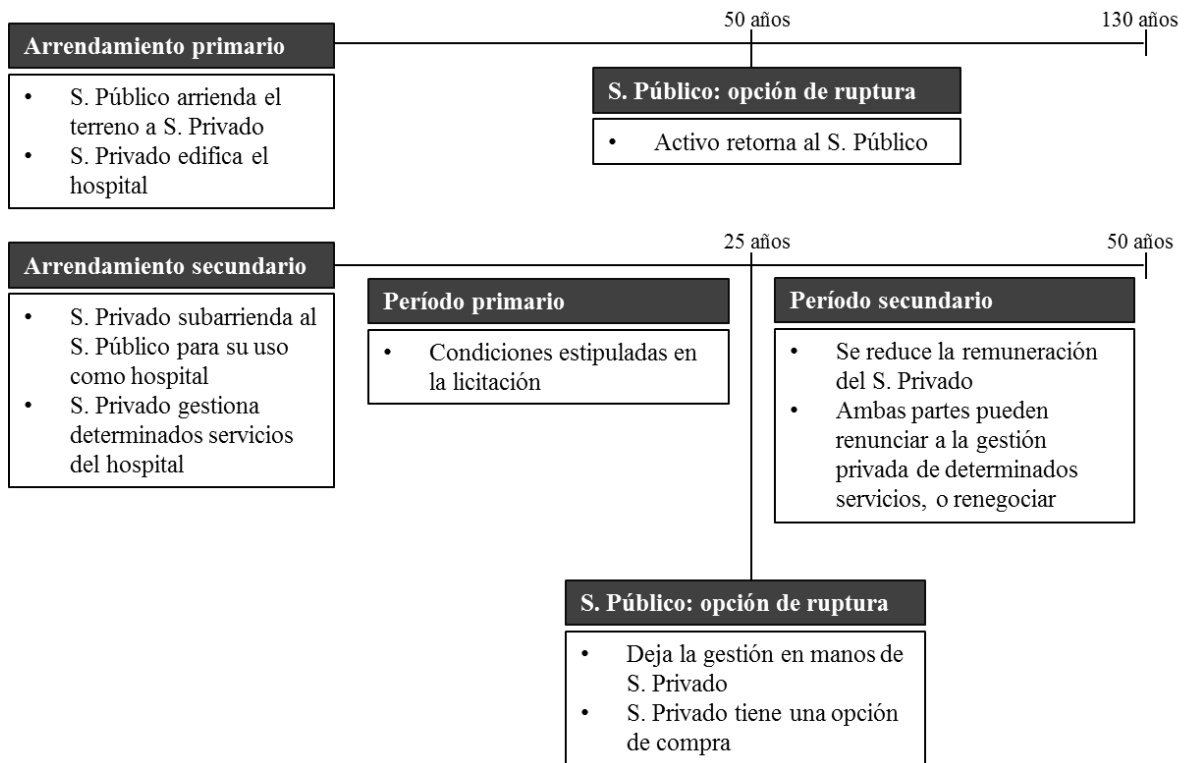 50 años
130 años
Arrendamiento primario
• S. Público arrienda el
terreno a S. Privado
• S. Privado edifica el
hospital
S. Público: opción de ruptura
• Activo retorna al S. Público
25 años
50 años
Arrendamiento secundario
• S. Privado subarrienda al
S. Público para su uso
como hospital
• S. Privado gestiona
determinados servicios
del hospital
Período primario
• Condiciones estipuladas en
la licitación
Período secundario
• Se reduce la remuneración
del S. Privado
• Ambas partes pueden
renunciar a la gestión
privada de determinados
servicios, o renegociar
S. Público: opción de ruptura
• Deja la gestión en manos de
S. Privado
• S. Privado tiene una opción
de compra